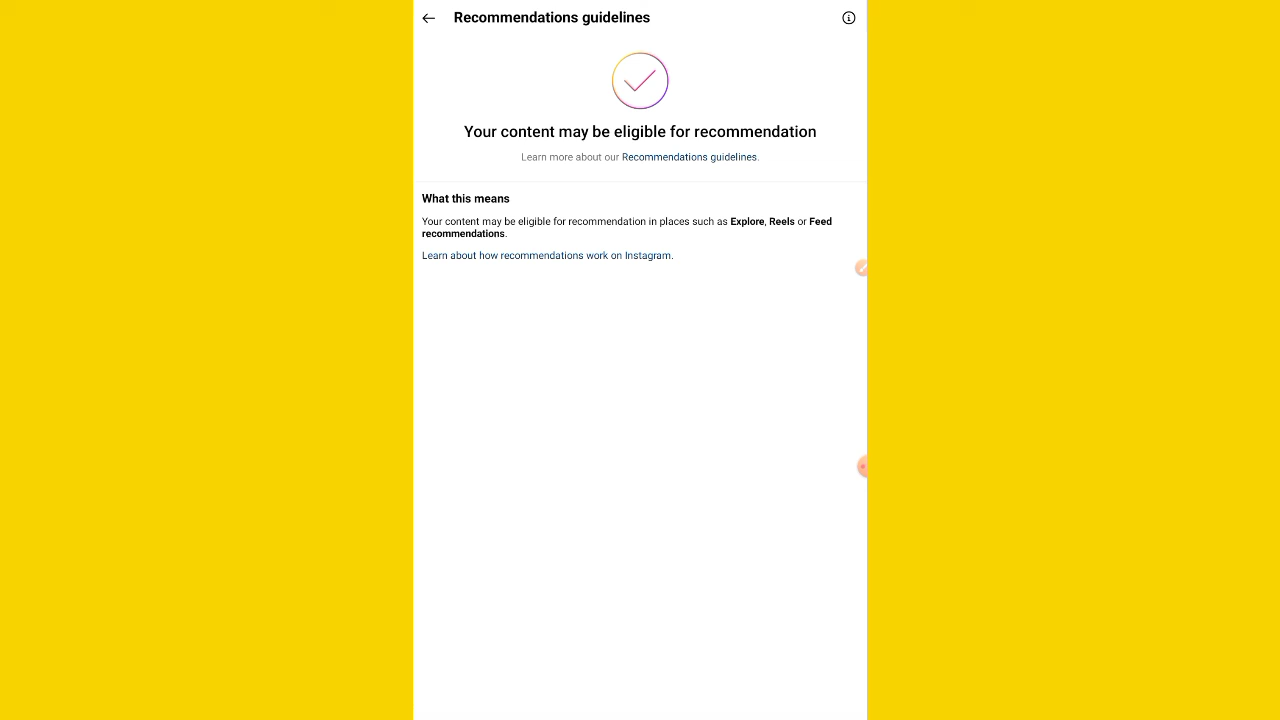 Recommendations guidelines
Your content may be eligible for recommendation
Learn more about our Recommendations guidelines.
What this means
Your content may be eligible for recommendation in places such as Explore, Reels or Feed
recommendations.
Learn about how recommendations work on Instagram.